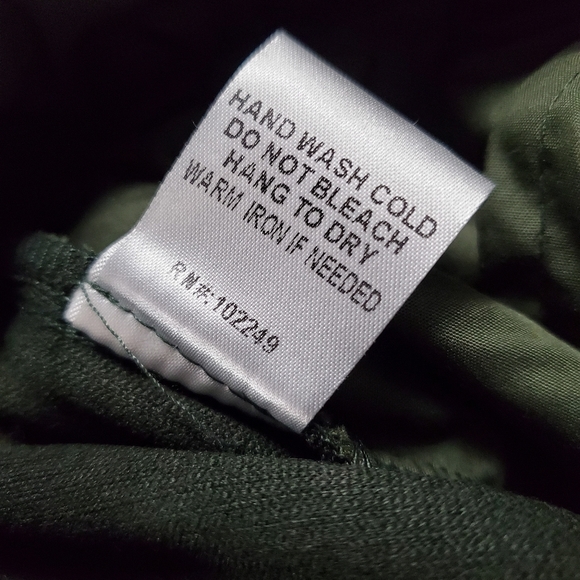 HAND WASH COLD
DO NOT BLEACH
HANG TO DRY
WARM IRON IF NEEDED
RN#:102249